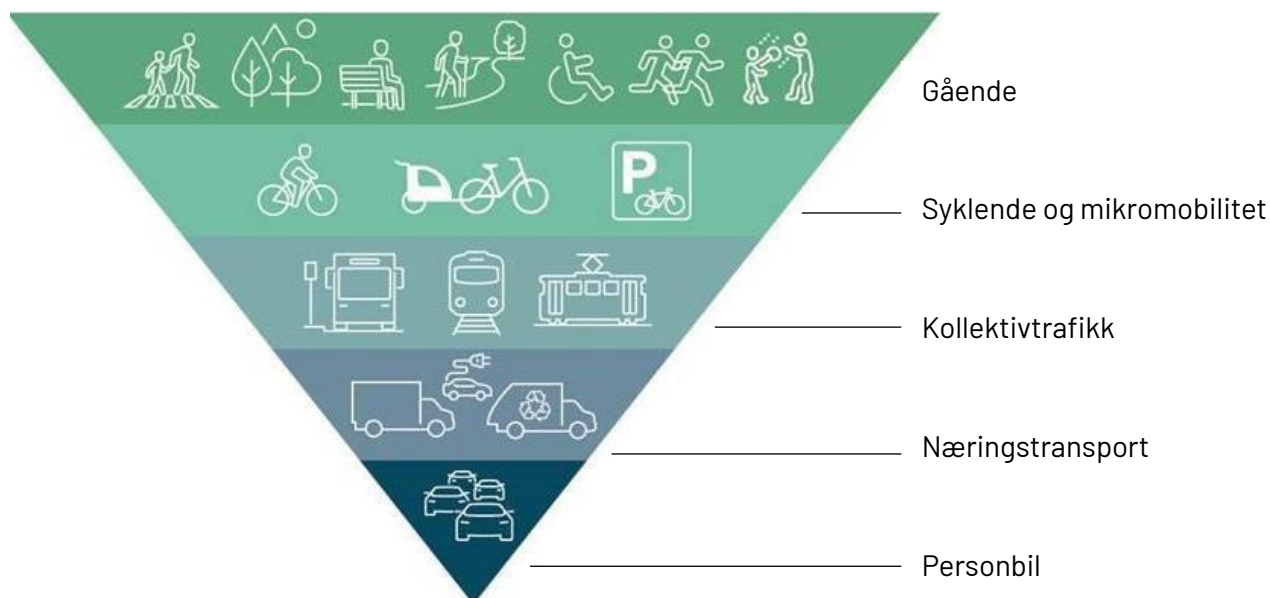 Gående
P
Syklende og mikromobilitet
Kollektivtrafikk
Næringstransport
Personbil